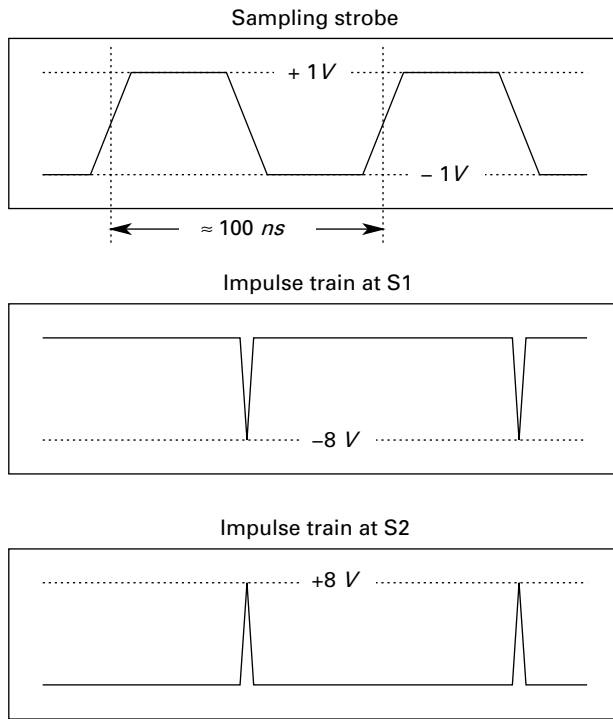 Sampling strobe
+ 1V
– 1V
≈ 100 ns
Impulse train at S1
–8 V
Impulse train at S2
+8 V